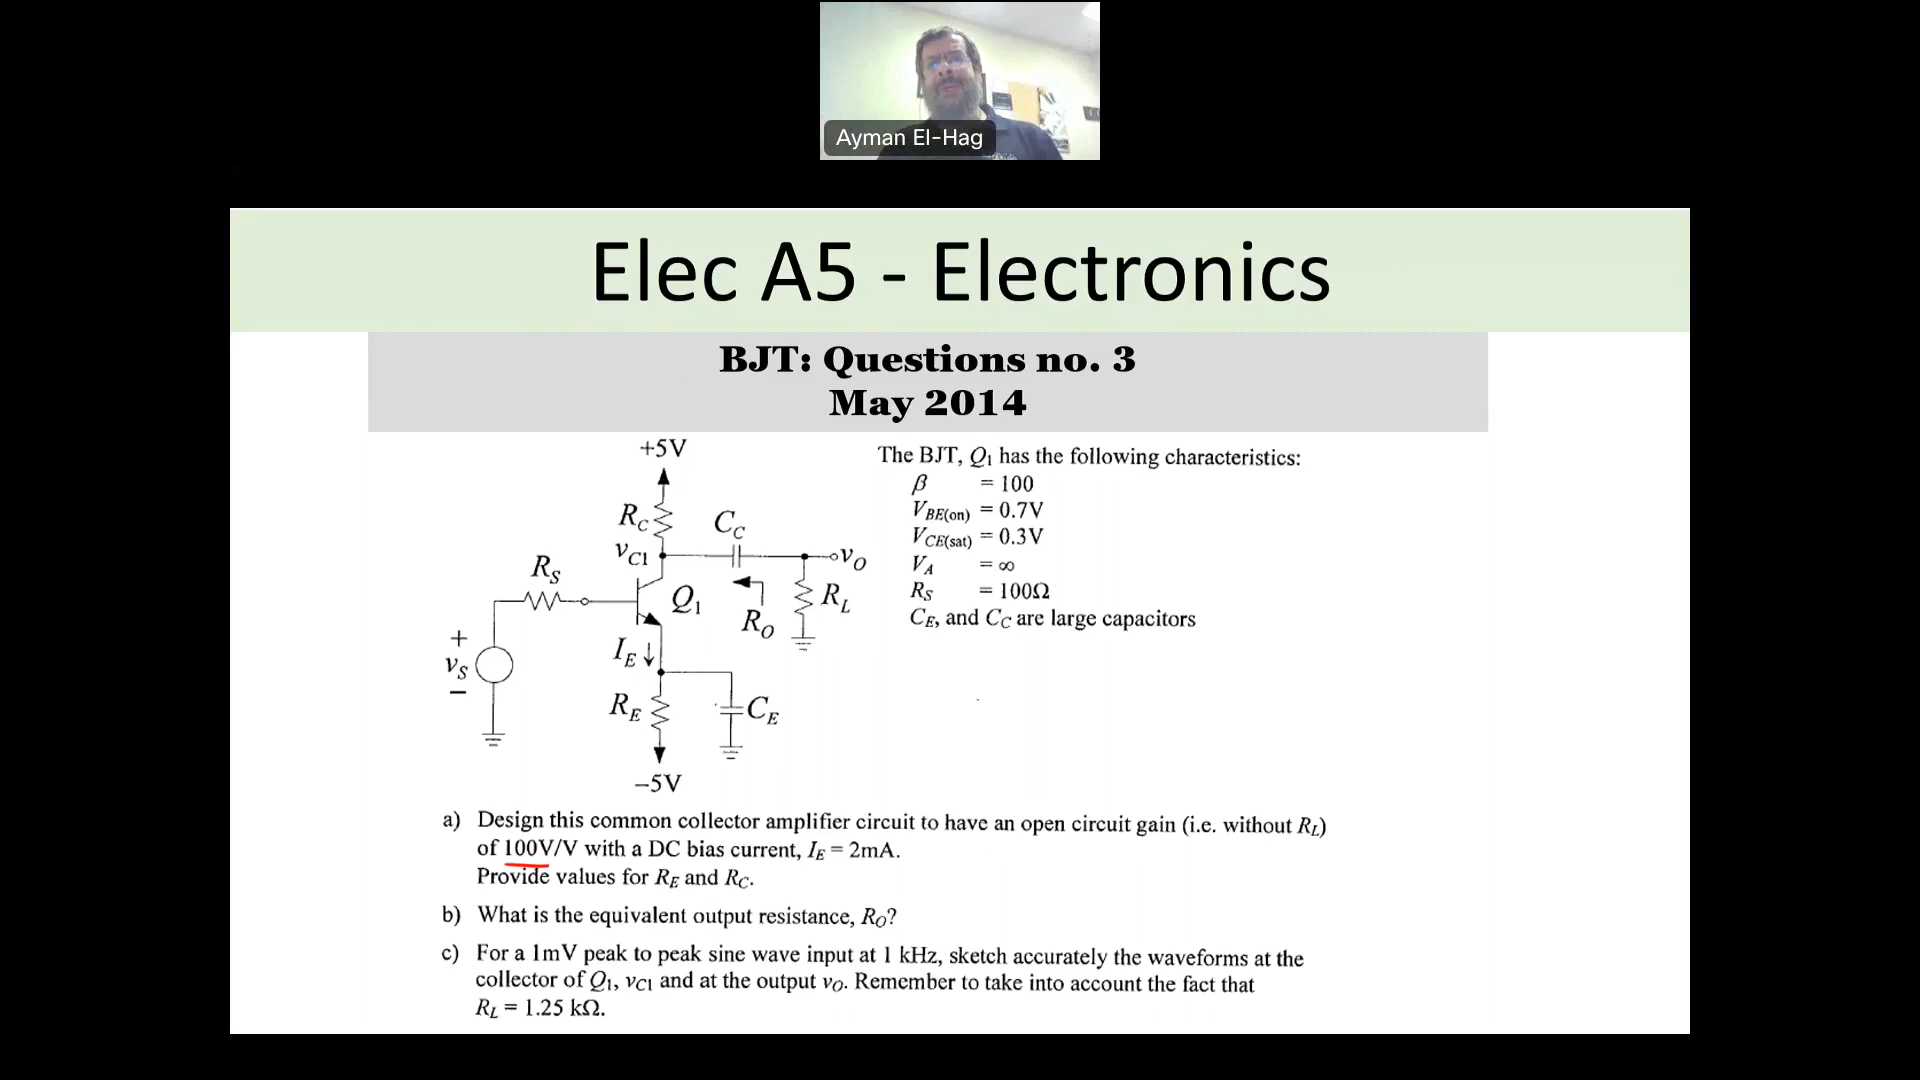 Ayman El-Hag
Elec A5 - Electronics
BJT: Questions no. 3
May 2014
+5V
R_C
C_C
v_C1
v_O
R_S
Q_1
R_L
R_O
+
v_S
−
I_E ↓
R_E
C_E
−5V
The BJT, Q_1 has the following characteristics:
β = 100
V_BE(on) = 0.7V
V_CE(sat) = 0.3V
V_A = ∞
R_S = 100Ω
C_E, and C_C are large capacitors
a) Design this common collector amplifier circuit to have an open circuit gain (i.e. without R_L)
of 100V/V with a DC bias current, I_E = 2mA.
Provide values for R_E and R_C.
b) What is the equivalent output resistance, R_O?
c) For a 1mV peak to peak sine wave input at 1 kHz, sketch accurately the waveforms at the
collector of Q_1, v_C1 and at the output v_O. Remember to take into account the fact that
R_L = 1.25 kΩ.